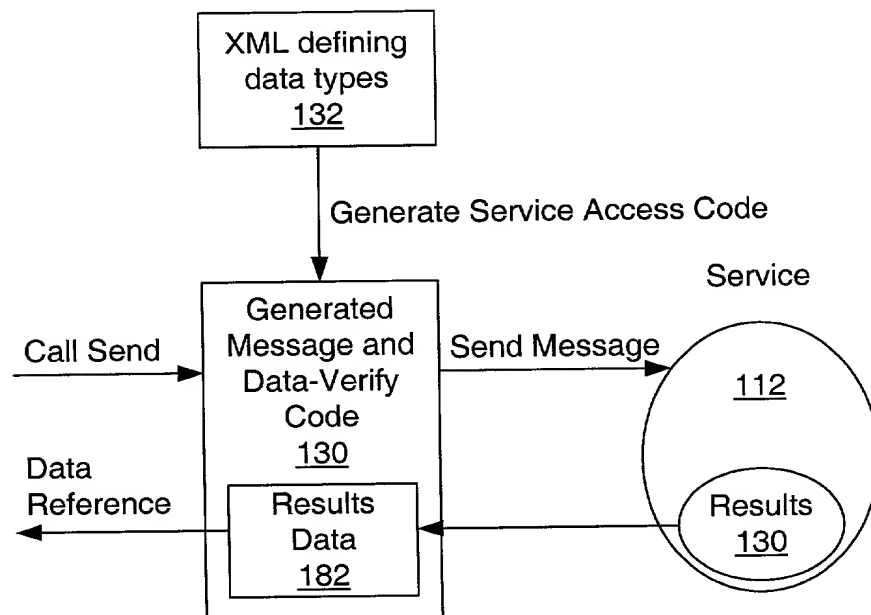 XML defining
data types
132
Generate Service Access Code
Service
Generated
Message and
Data-Verify
Code
130
Call Send
Send Message
112
Data
Reference
Results
Data
182
Results
130